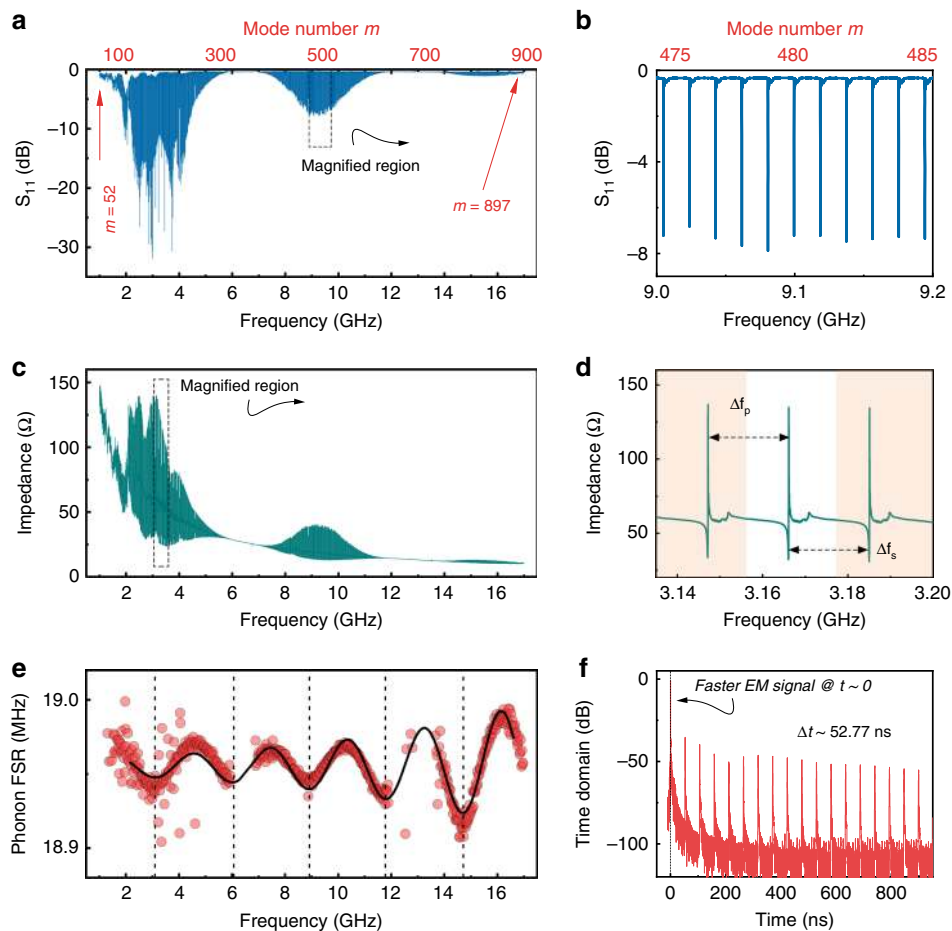 a
Mode number m
100 300 500 700 900
0
−10
−20
−30
S11 (dB)
m = 52
Magnified region
m = 897
2 4 6 8 10 12 14 16
Frequency (GHz)
b
Mode number m
475 480 485
0
−4
−8
S11 (dB)
9.0 9.1 9.2
Frequency (GHz)
c
Magnified region
150
100
50
0
Impedance (Ω)
2 4 6 8 10 12 14 16
Frequency (GHz)
d
150
100
50
Impedance (Ω)
Δfp
Δfs
3.14 3.16 3.18 3.20
Frequency (GHz)
e
19.0
18.9
Phonon FSR (MHz)
2 4 6 8 10 12 14 16
Frequency (GHz)
f
0
−50
−100
Time domain (dB)
Faster EM signal @ t ~ 0
Δt ~ 52.77 ns
0 200 400 600 800
Time (ns)